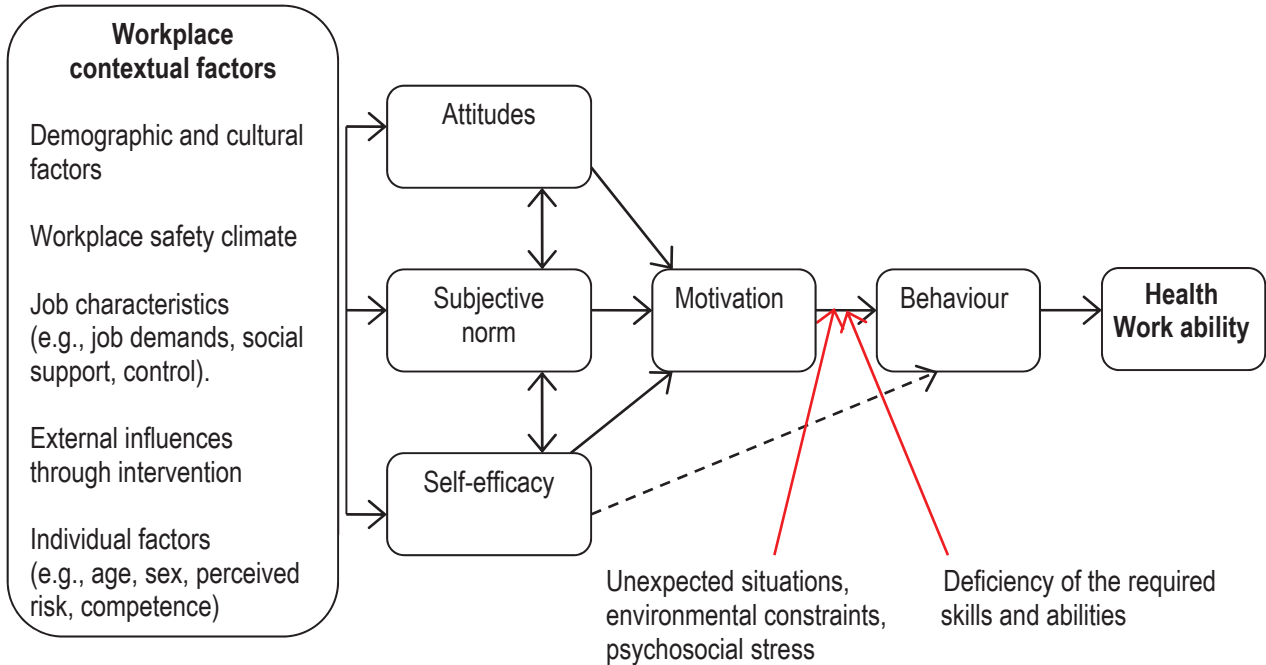 Workplace
contextual factors
Demographic and cultural
factors
Workplace safety climate
Job characteristics
(e.g., job demands, social
support, control).
External influences
through intervention
Individual factors
(e.g., age, sex, perceived
risk, competence)
Attitudes
Subjective
norm
Self-efficacy
Motivation
Behaviour
Health
Work ability
Unexpected situations,
environmental constraints,
psychosocial stress
Deficiency of the required
skills and abilities